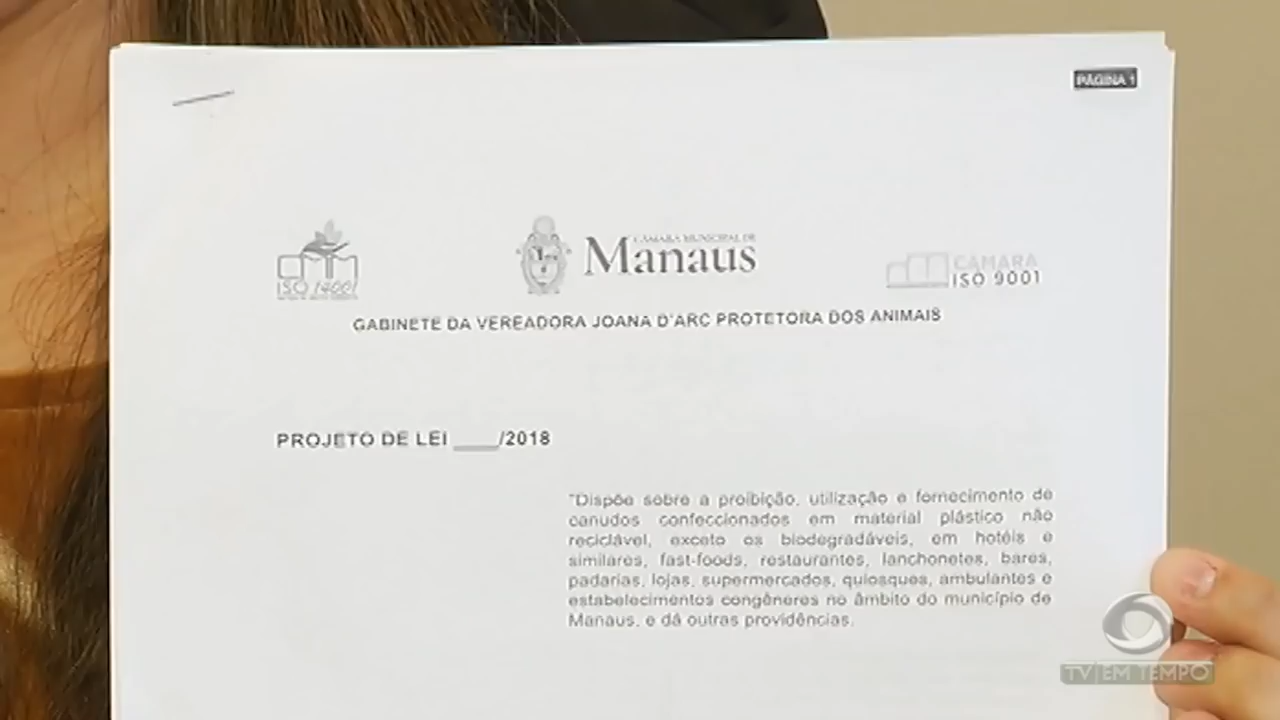 PÁGINA 1
ISO 14001
CÂMARA MUNICIPAL DE
Manaus
CÂMARA
ISO 9001
GABINETE DA VEREADORA JOANA D'ARC PROTETORA DOS ANIMAIS
PROJETO DE LEI ____/2018
"Dispõe sobre a proibição, utilização e fornecimento de
canudos confeccionados em material plástico não
reciclável, exceto os biodegradáveis, em hotéis e
similares, fast-foods, restaurantes, lanchonetes, bares,
padarias, lojas, supermercados, quiosques, ambulantes e
estabelecimentos congêneres no âmbito do município de
Manaus, e dá outras providências.
TV EM TEMPO